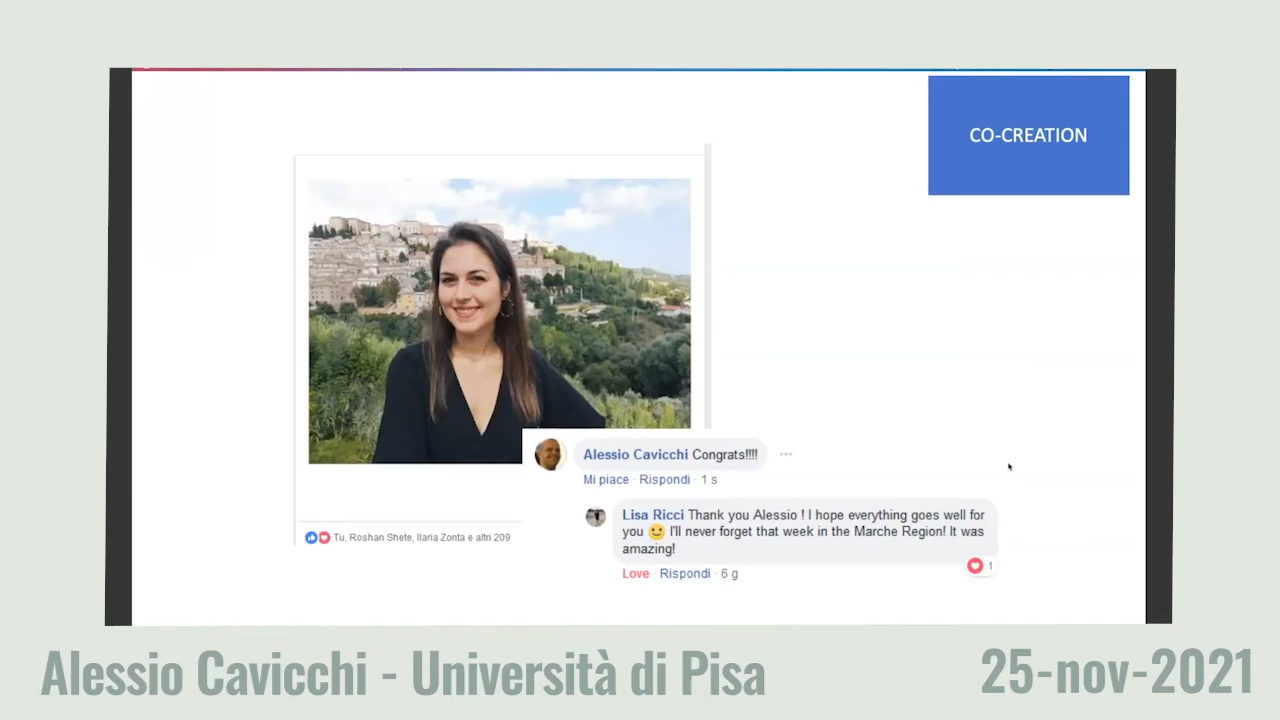 CO-CREATION
Alessio Cavicchi Congrats!!!!
Mi piace · Rispondi · 1 s
Lisa Ricci Thank you Alessio ! I hope everything goes well for
you 🙂 I'll never forget that week in the Marche Region! It was
amazing!
1
Love · Rispondi · 6 g
Tu, Roshan Shete, Ilaria Zonta e altri 209
Alessio Cavicchi - Università di Pisa
25-nov-2021